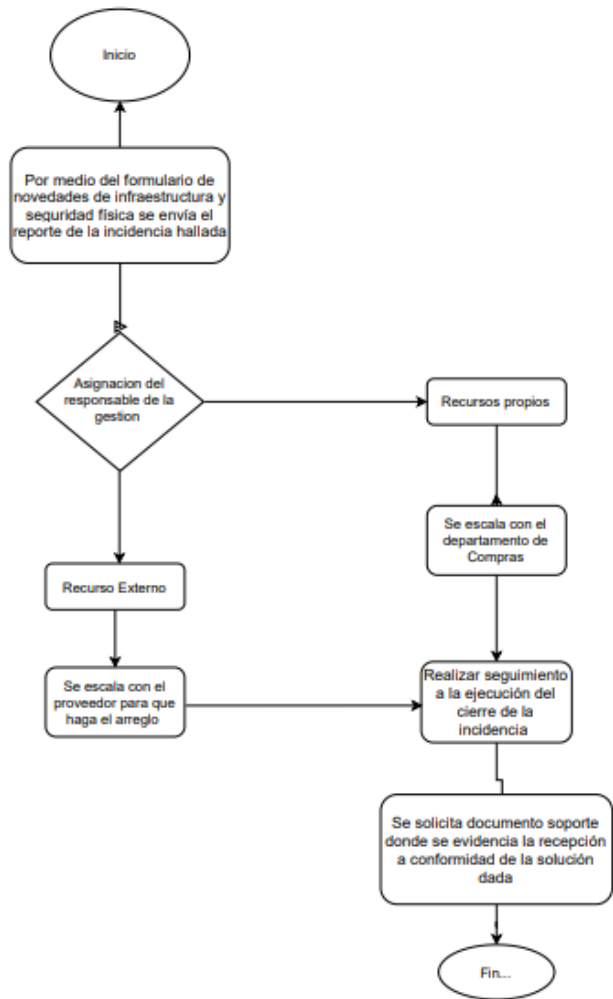 Inicio
Por medio del formulario de
novedades de infraestructura y
seguridad física se envía el
reporte de la incidencia hallada
Asignacion del
responsable de la
gestion
Recursos propios
Se escala con el
departamento de
Compras
Recurso Externo
Se escala con el
proveedor para que
haga el arreglo
Realizar seguimiento
a la ejecución del
cierre de la
incidencia
Se solicita documento soporte
donde se evidencia la recepción
a conformidad de la solución
dada
Fin...